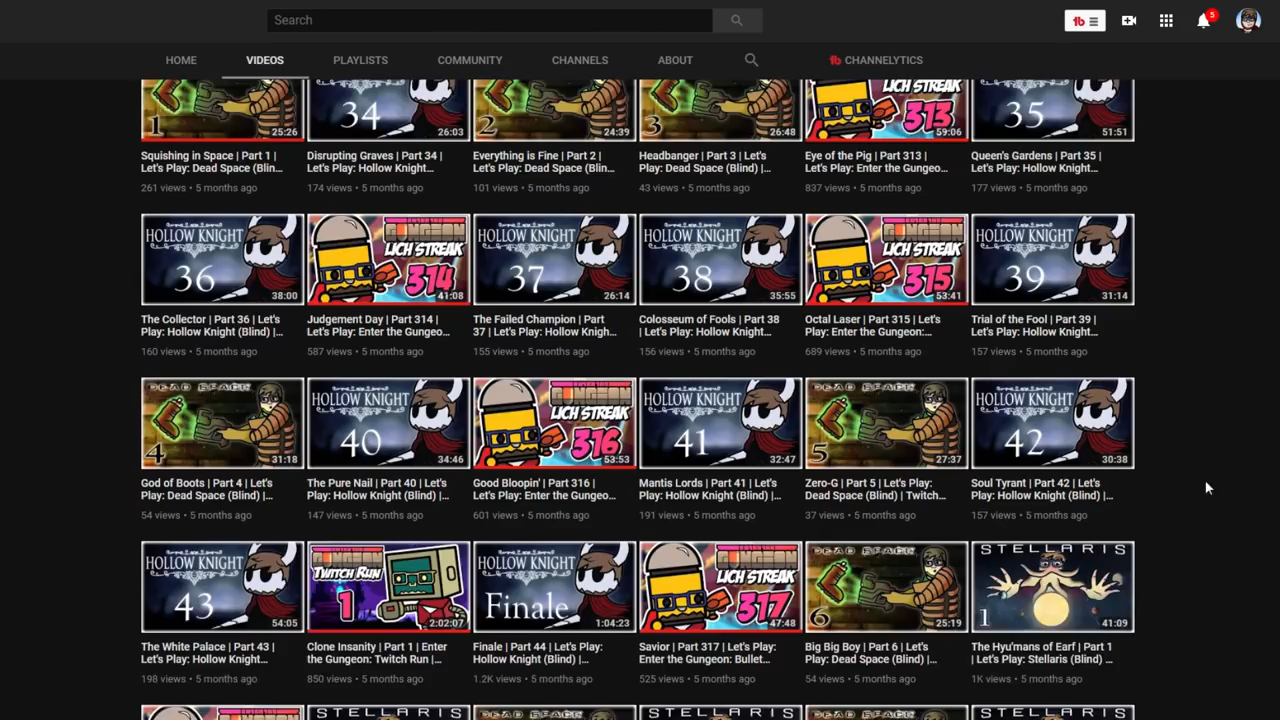 Search
5
HOME VIDEOS PLAYLISTS COMMUNITY CHANNELS ABOUT CHANNELYTICS
1 25:26 34 26:03 2 24:39 3 26:48 313 59:06 35 51:51
Squishing in Space | Part 1 | Disrupting Graves | Part 34 | Everything is Fine | Part 2 | Headbanger | Part 3 | Let's Eye of the Pig | Part 313 | Queen's Gardens | Part 35 |
Let's Play: Dead Space (Blin... Let's Play: Hollow Knight... Let's Play: Dead Space (Blin... Play: Dead Space (Blind) |... Let's Play: Enter the Gungeo... Let's Play: Hollow Knight...
261 views • 5 months ago 174 views • 5 months ago 101 views • 5 months ago 43 views • 5 months ago 837 views • 5 months ago 177 views • 5 months ago
HOLLOW KNIGHT GUNGEON HOLLOW KNIGHT HOLLOW KNIGHT GUNGEON HOLLOW KNIGHT
LICH STREAK LICH STREAK
36 314 37 38 315 39
38:00 41:08 26:14 35:55 53:41 31:14
The Collector | Part 36 | Let's Judgement Day | Part 314 | The Failed Champion | Part Colosseum of Fools | Part 38 Octal Laser | Part 315 | Let's Trial of the Fool | Part 39 |
Play: Hollow Knight (Blind) |... Let's Play: Enter the Gungeo... 37 | Let's Play: Hollow Knigh... | Let's Play: Hollow Knight... Play: Enter the Gungeon:... Let's Play: Hollow Knight...
160 views • 5 months ago 587 views • 5 months ago 155 views • 5 months ago 156 views • 5 months ago 689 views • 5 months ago 157 views • 5 months ago
DEAD SPACE HOLLOW KNIGHT GUNGEON HOLLOW KNIGHT DEAD SPACE HOLLOW KNIGHT
LICH STREAK
4 40 316 41 5 42
31:18 34:46 53:53 32:47 27:37 30:38
God of Boots | Part 4 | Let's The Pure Nail | Part 40 | Good Bloopin' | Part 316 | Mantis Lords | Part 41 | Let's Zero-G | Part 5 | Let's Play: Soul Tyrant | Part 42 | Let's
Play: Dead Space (Blind) |... Let's Play: Hollow Knight... Let's Play: Enter the Gungeo... Play: Hollow Knight (Blind) |... Dead Space (Blind) | Twitch... Play: Hollow Knight (Blind) |...
54 views • 5 months ago 147 views • 5 months ago 601 views • 5 months ago 191 views • 5 months ago 37 views • 5 months ago 157 views • 5 months ago
HOLLOW KNIGHT GUNGEON HOLLOW KNIGHT GUNGEON DEAD SPACE STELLARIS
TWITCH RUN LICH STREAK
43 1 Finale 317 6 1
54:05 2:02:07 1:04:23 47:48 25:19 41:09
The White Palace | Part 43 | Clone Insanity | Part 1 | Enter Finale | Part 44 | Let's Play: Savior | Part 317 | Let's Play: Big Big Boy | Part 6 | Let's The Hyu'mans of Earf | Part 1
Let's Play: Hollow Knight... the Gungeon: Twitch Run |... Hollow Knight (Blind) |... Enter the Gungeon: Bullet... Play: Dead Space (Blind) |... | Let's Play: Stellaris (Blind) ...
198 views • 5 months ago 850 views • 5 months ago 1.2K views • 5 months ago 525 views • 5 months ago 54 views • 5 months ago 1K views • 5 months ago
STELLARIS STELLARIS STELLARIS